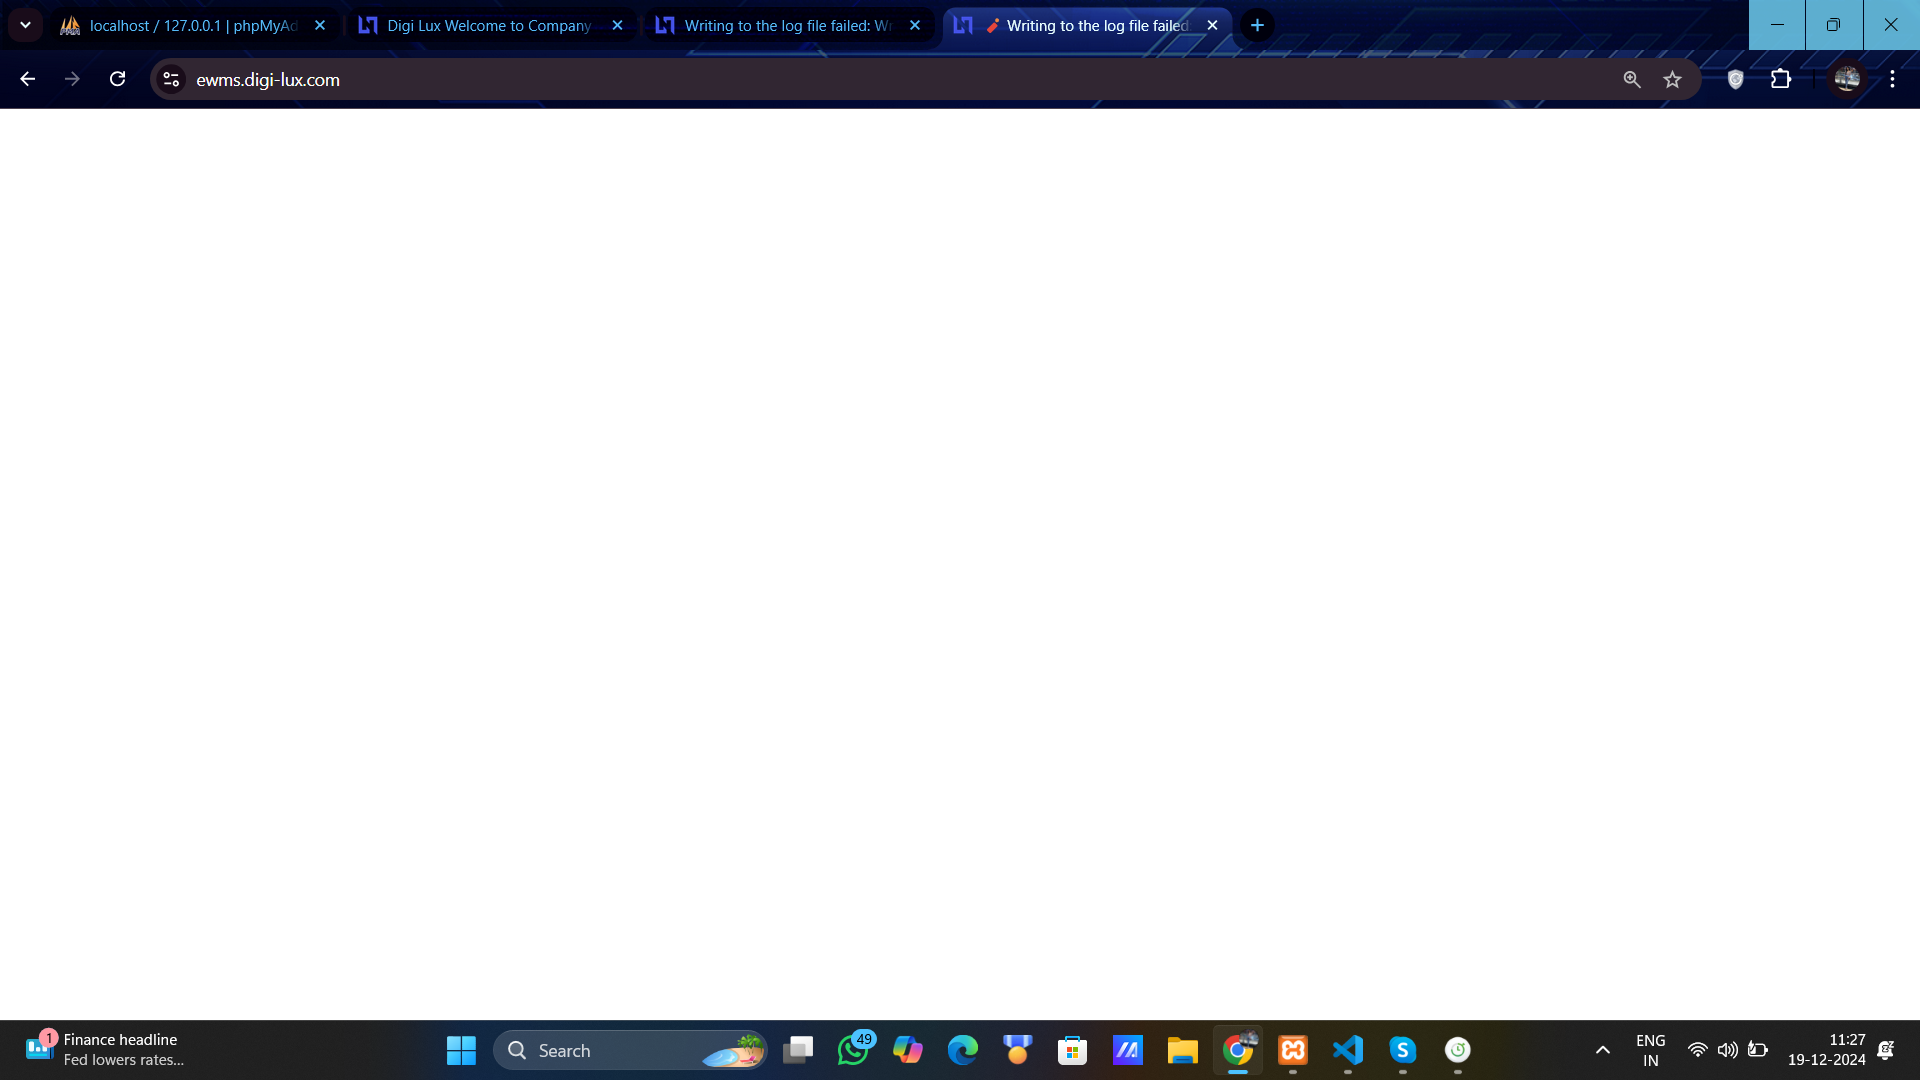 localhost / 127.0.0.1 | phpMyAd
Digi Lux Welcome to Company
Writing to the log file failed: Wr
Writing to the log file failed
ewms.digi-lux.com
1
Finance headline
Fed lowers rates...
Search
49
ENG
IN
11:27
19-12-2024